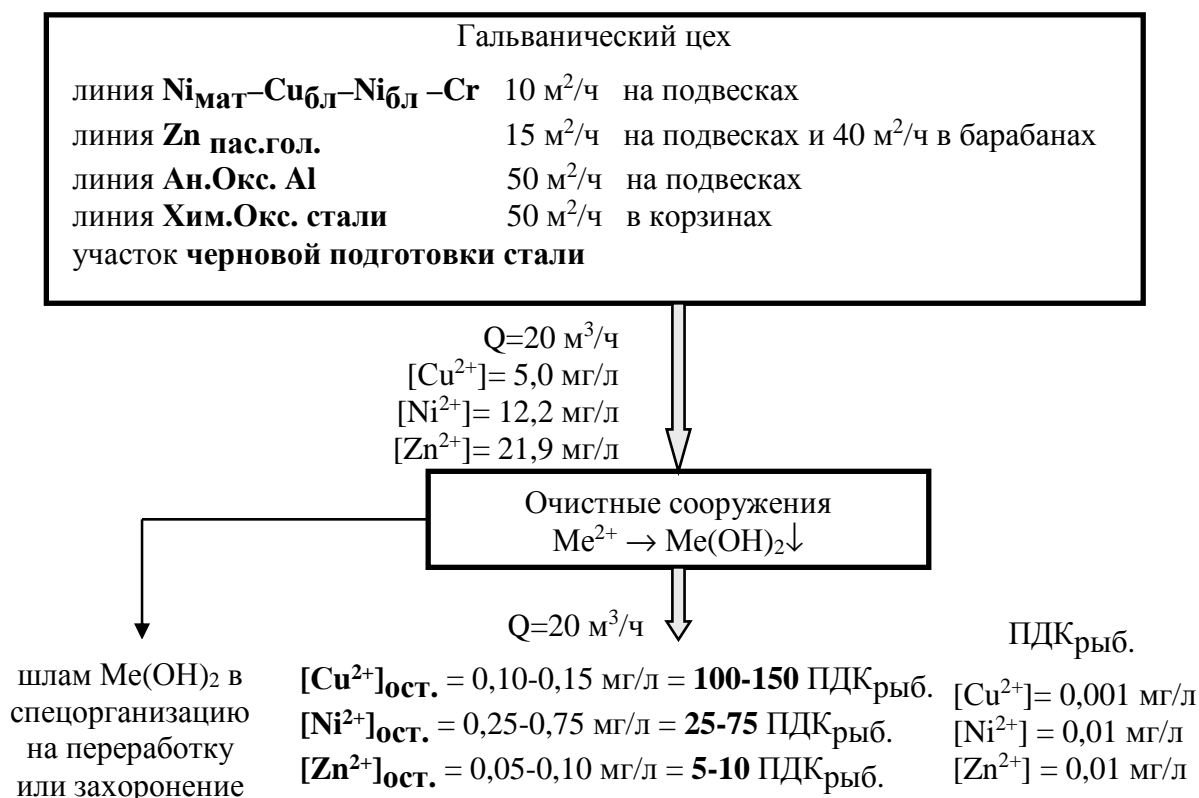 Гальванический цех
линия Niмат–Cuбл–Niбл –Cr 10 м²/ч на подвесках
линия Zn пас.гол. 15 м²/ч на подвесках и 40 м²/ч в барабанах
линия Ан.Окс. Al 50 м²/ч на подвесках
линия Хим.Окс. стали 50 м²/ч в корзинах
участок черновой подготовки стали
Q=20 м³/ч
[Cu²⁺]= 5,0 мг/л
[Ni²⁺]= 12,2 мг/л
[Zn²⁺]= 21,9 мг/л
Очистные сооружения
Me²⁺ → Me(OH)₂↓
Q=20 м³/ч
шлам Me(OH)₂ в
спецорганизацию
на переработку
или захоронение
[Cu²⁺]ост. = 0,10-0,15 мг/л = 100-150 ПДКрыб.
[Ni²⁺]ост. = 0,25-0,75 мг/л = 25-75 ПДКрыб.
[Zn²⁺]ост. = 0,05-0,10 мг/л = 5-10 ПДКрыб.
ПДКрыб.
[Cu²⁺]= 0,001 мг/л
[Ni²⁺] = 0,01 мг/л
[Zn²⁺] = 0,01 мг/л